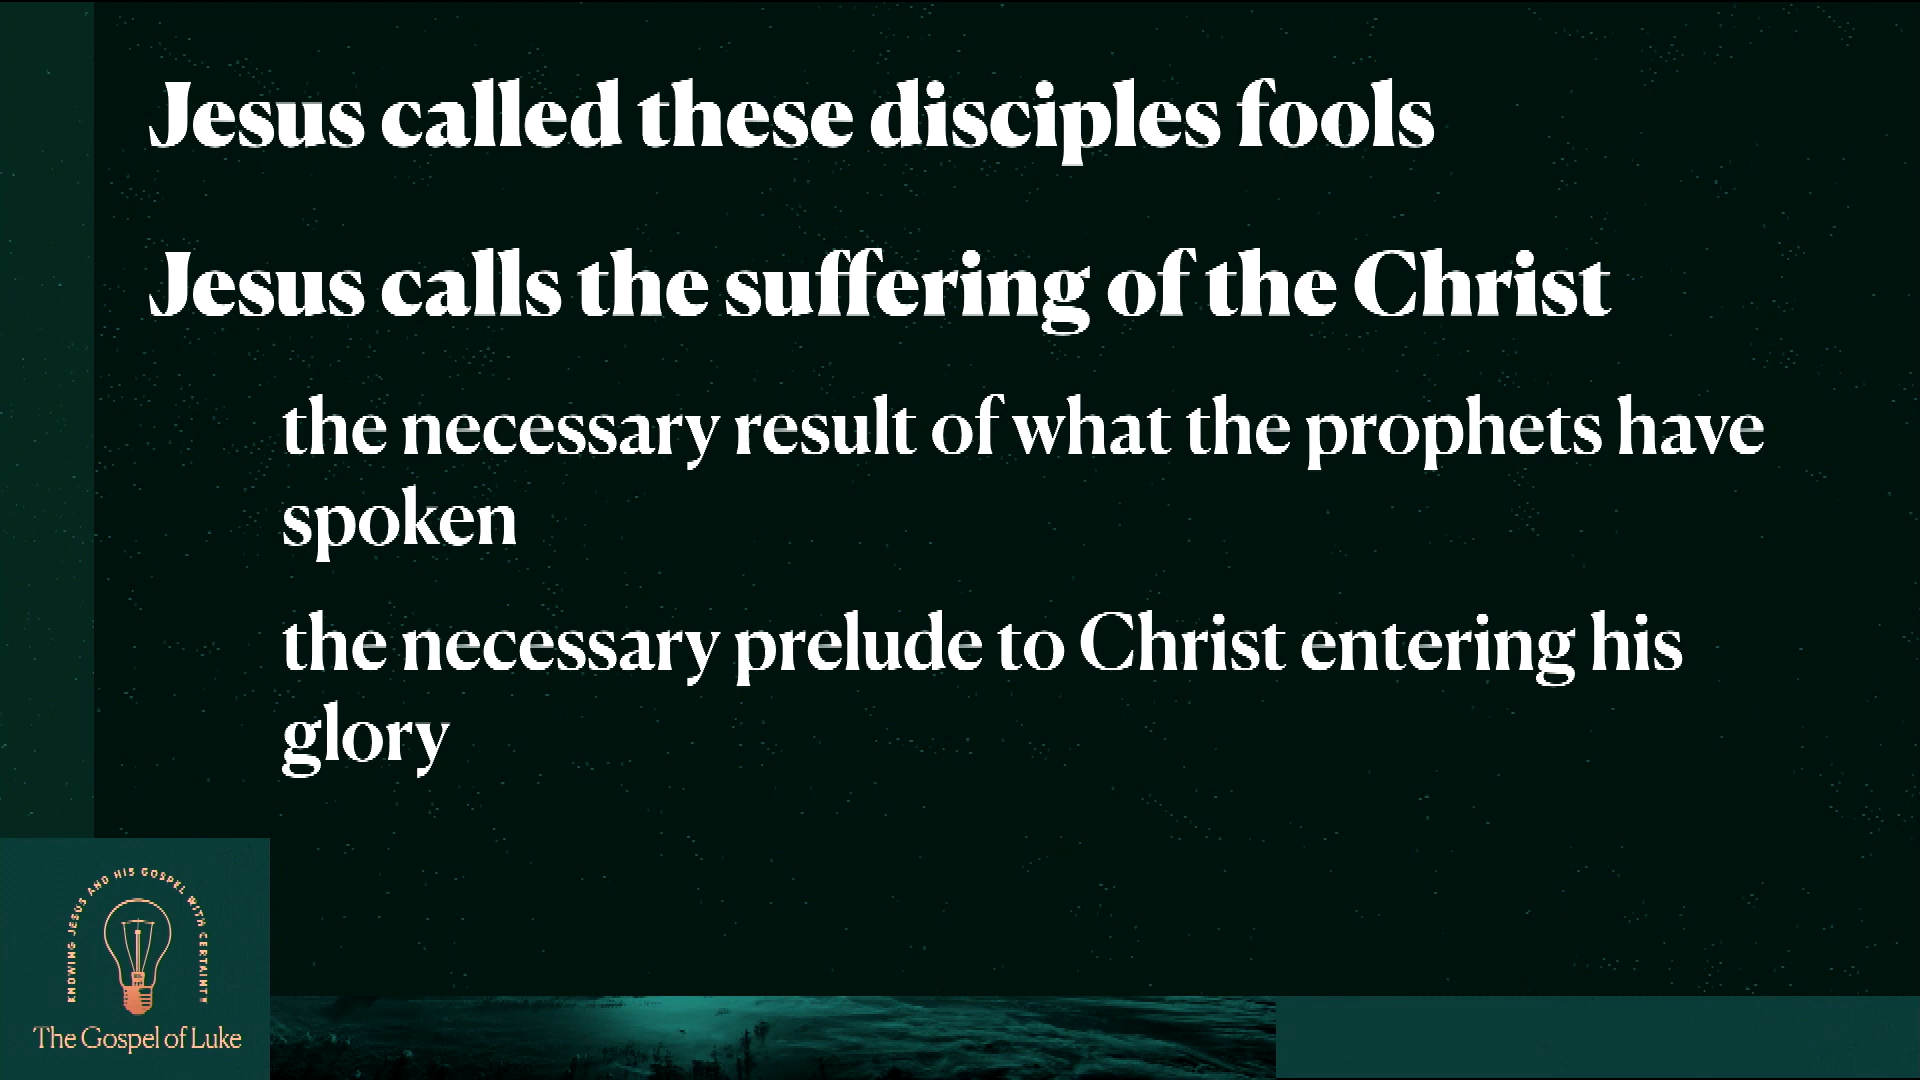 Jesus called these disciples fools
Jesus calls the suffering of the Christ
the necessary result of what the prophets have
spoken
the necessary prelude to Christ entering his
glory
KNOWING JESUS AND HIS GOSPEL WITH CERTAINTY
The Gospel of Luke